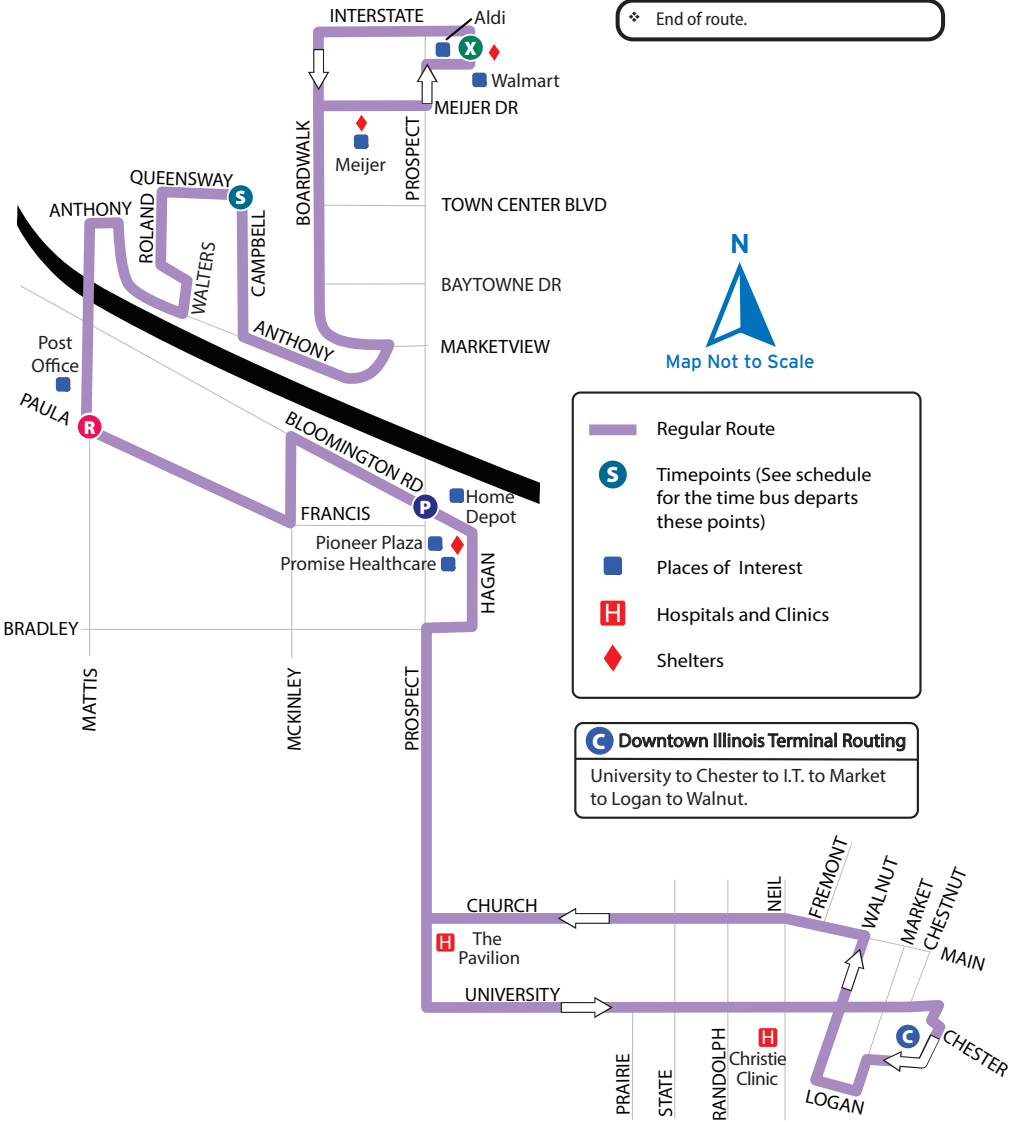 ❖ End of route.
INTERSTATE
Aldi
X
Walmart
MEIJER DR
BOARDWALK
PROSPECT
Meijer
QUEENSWAY
S
ANTHONY
ROLAND
WALTERS
CAMPBELL
TOWN CENTER BLVD
BAYTOWNE DR
ANTHONY
MARKETVIEW
N
Map Not to Scale
Post
Office
PAULA
R
BLOOMINGTON RD
P
Home
Depot
FRANCIS
Pioneer Plaza
Promise Healthcare
HAGAN
BRADLEY
MATTIS
MCKINLEY
PROSPECT
Regular Route
S
Timepoints (See schedule
for the time bus departs
these points)
Places of Interest
H
Hospitals and Clinics
Shelters
C Downtown Illinois Terminal Routing
University to Chester to I.T. to Market
to Logan to Walnut.
CHURCH
NEIL
FREMONT
WALNUT
MARKET
CHESTNUT
MAIN
H
The
Pavilion
UNIVERSITY
PRAIRIE
STATE
RANDOLPH
H
Christie
Clinic
C
CHESTER
LOGAN